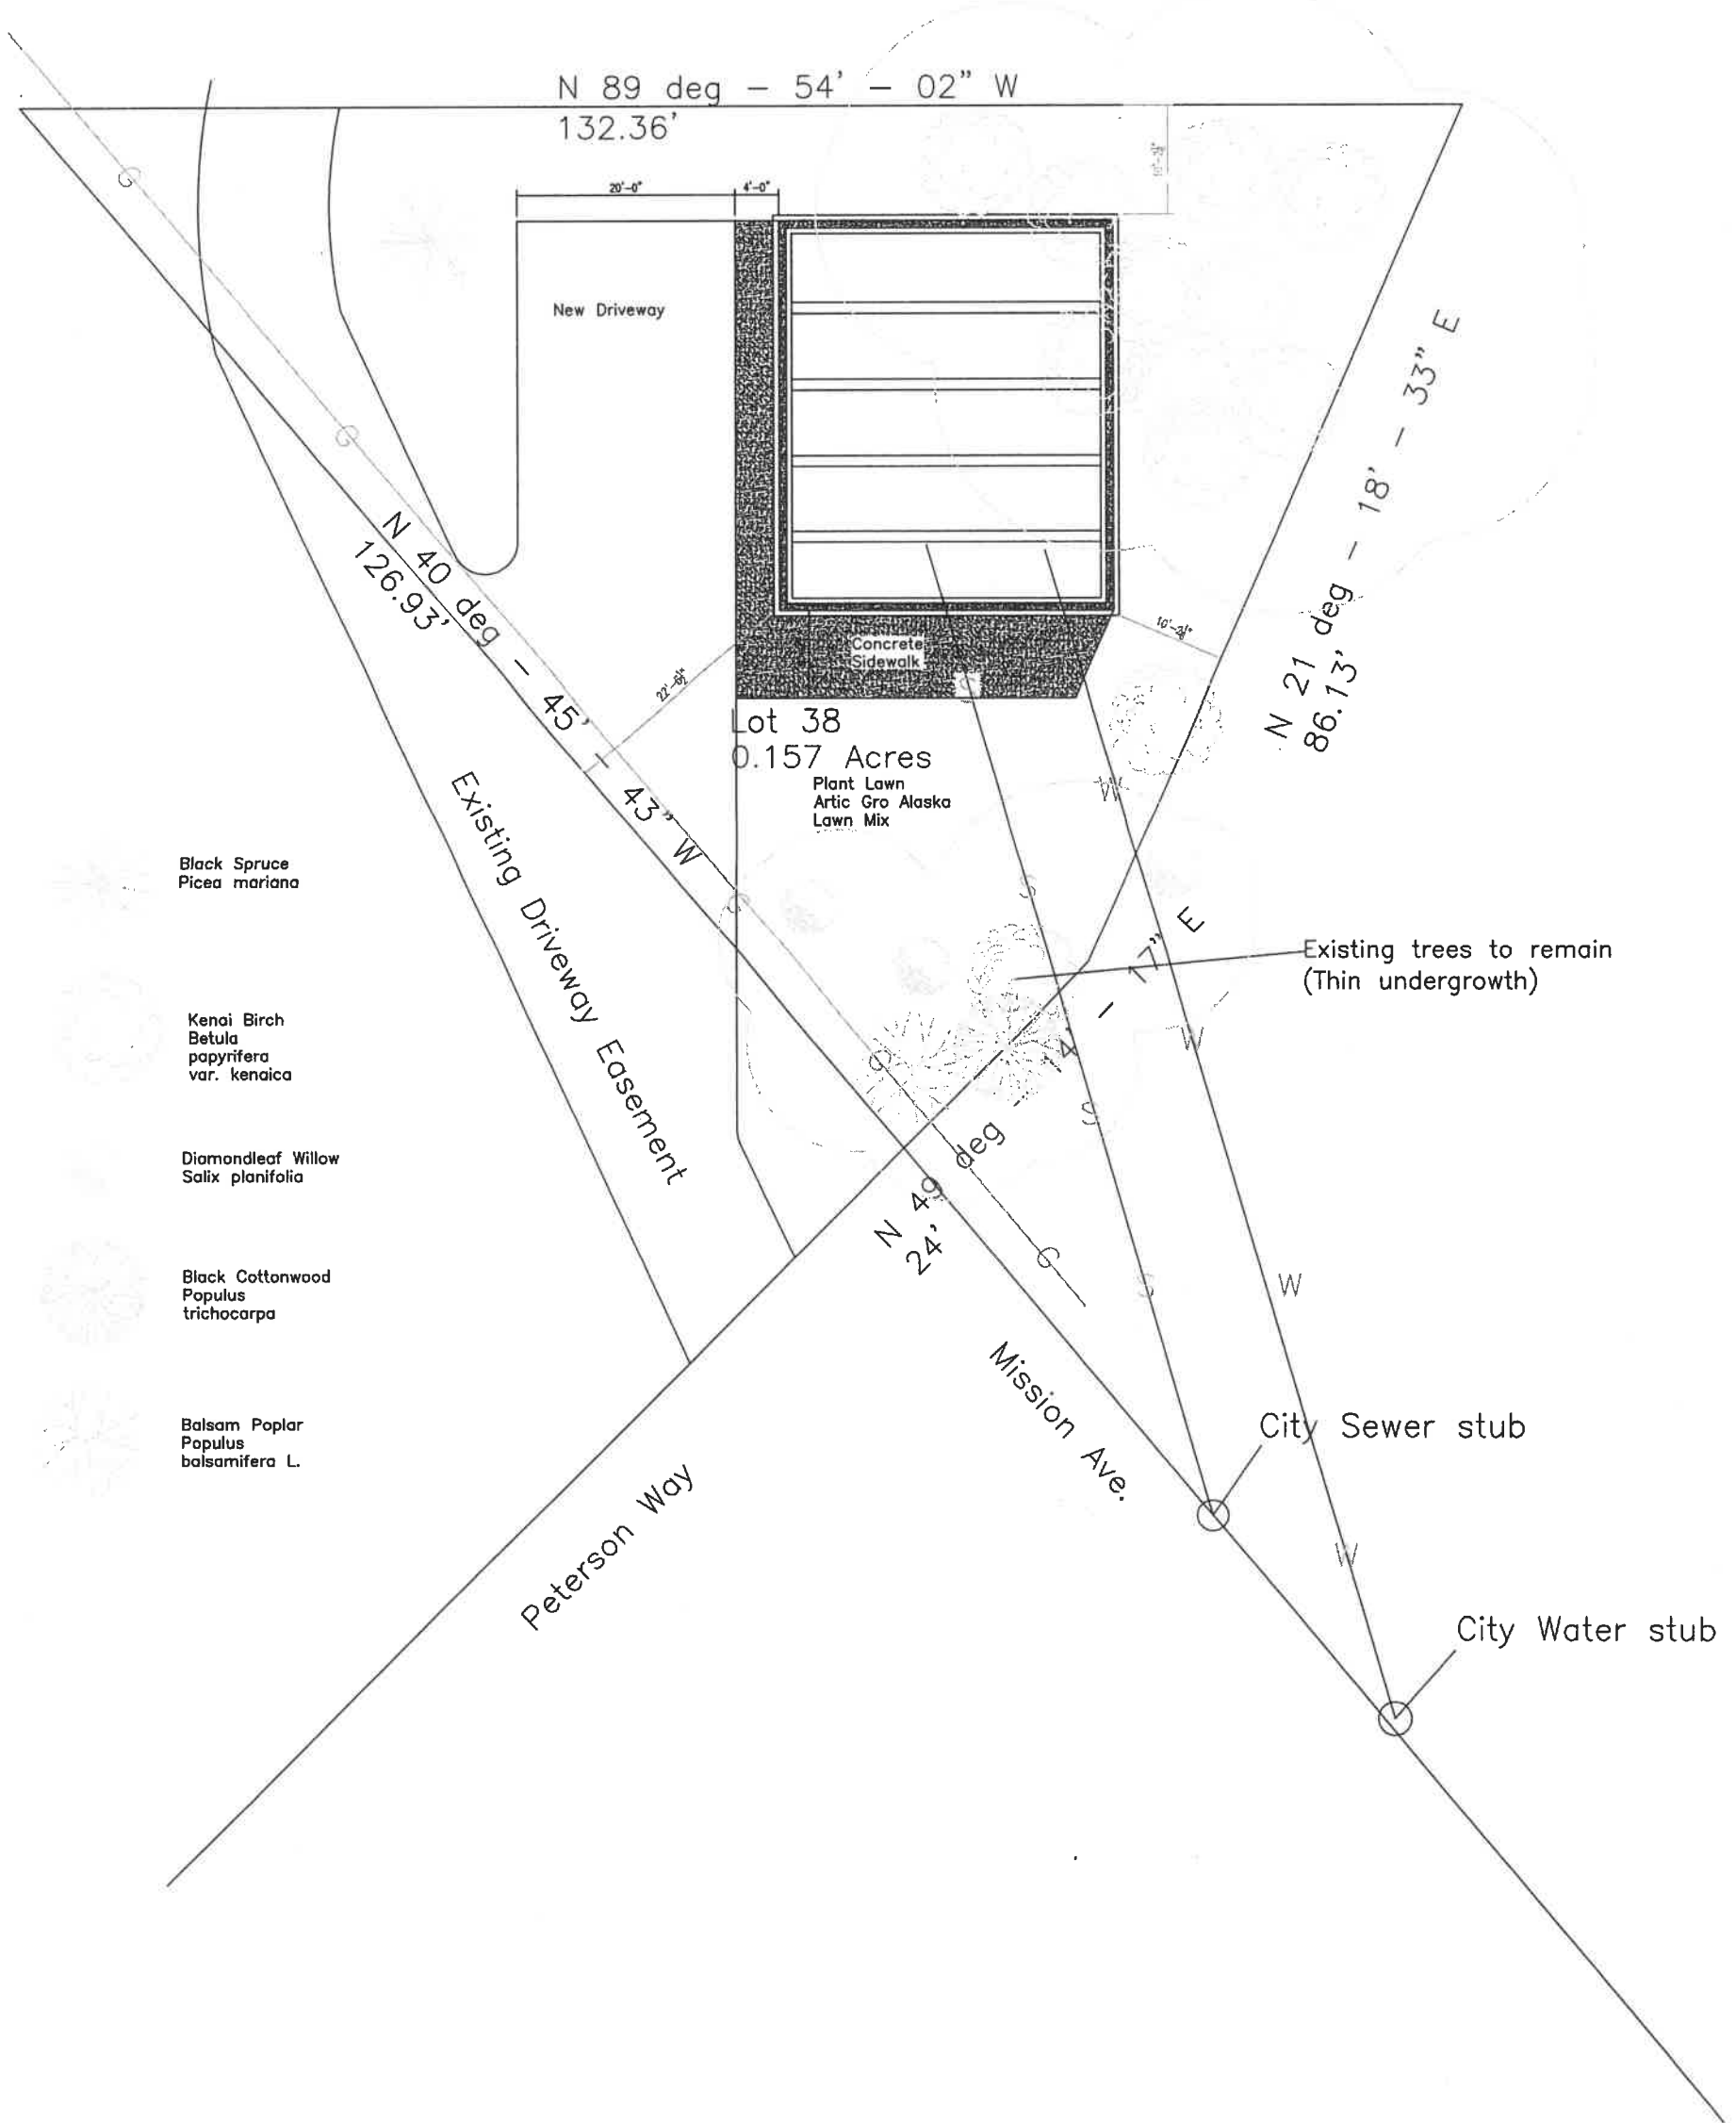 N 89 deg - 54' - 02" W
132.36'
20'-0"
4'-0"
New Driveway
N 21 deg - 18' - 33" E
86.13'
N 40 deg - 45' - 43" W
126.93'
Concrete
Sidewalk
Lot 38
0.157 Acres
Plant Lawn
Artic Gro Alaska
Lawn Mix
Existing Driveway Easement
Black Spruce
Picea mariana
Kenai Birch
Betula
papyrifera
var. kenaica
Diamondleaf Willow
Salix planifolia
Black Cottonwood
Populus
trichocarpa
Balsam Poplar
Populus
balsamifera L.
Existing trees to remain
(Thin undergrowth)
N 49 deg - 14' - 17" E
24'
Mission Ave.
Peterson Way
City Sewer stub
City Water stub
G
G
G
G
G
S
S
S
S
W
W
W
W